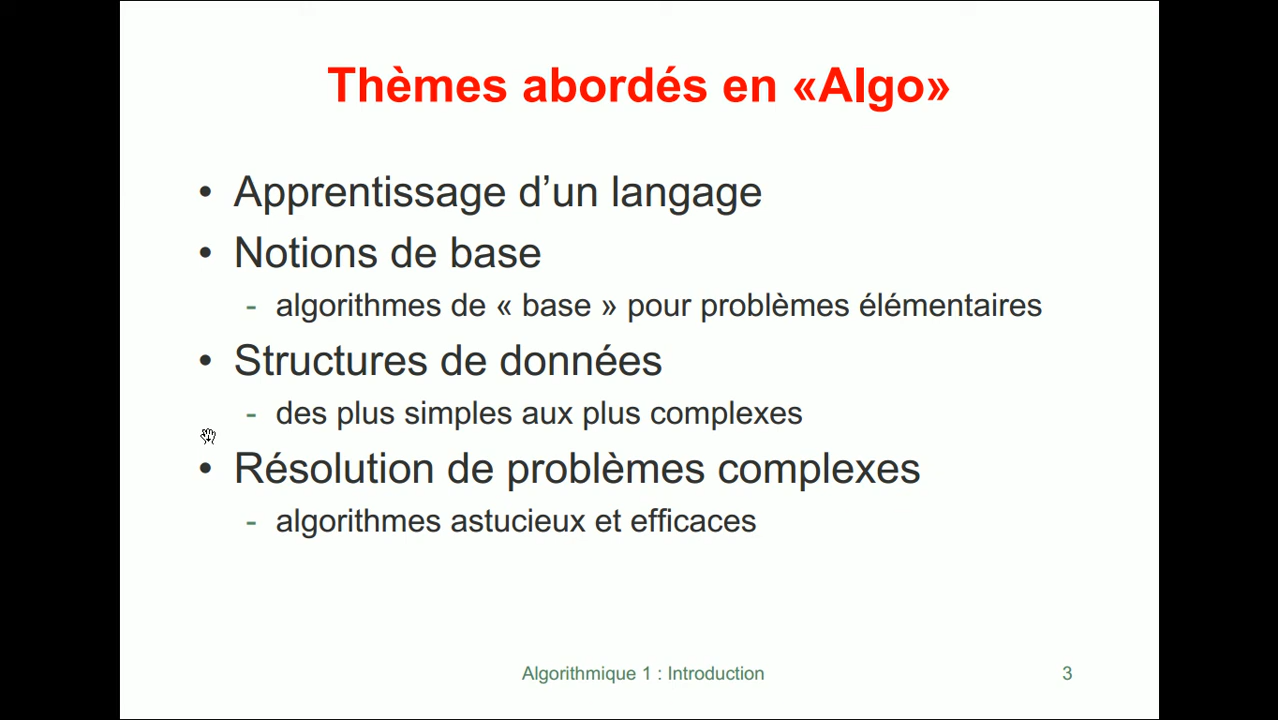 Thèmes abordés en «Algo»
• Apprentissage d’un langage
• Notions de base
- algorithmes de « base » pour problèmes élémentaires
• Structures de données
- des plus simples aux plus complexes
• Résolution de problèmes complexes
- algorithmes astucieux et efficaces
Algorithmique 1 : Introduction 3